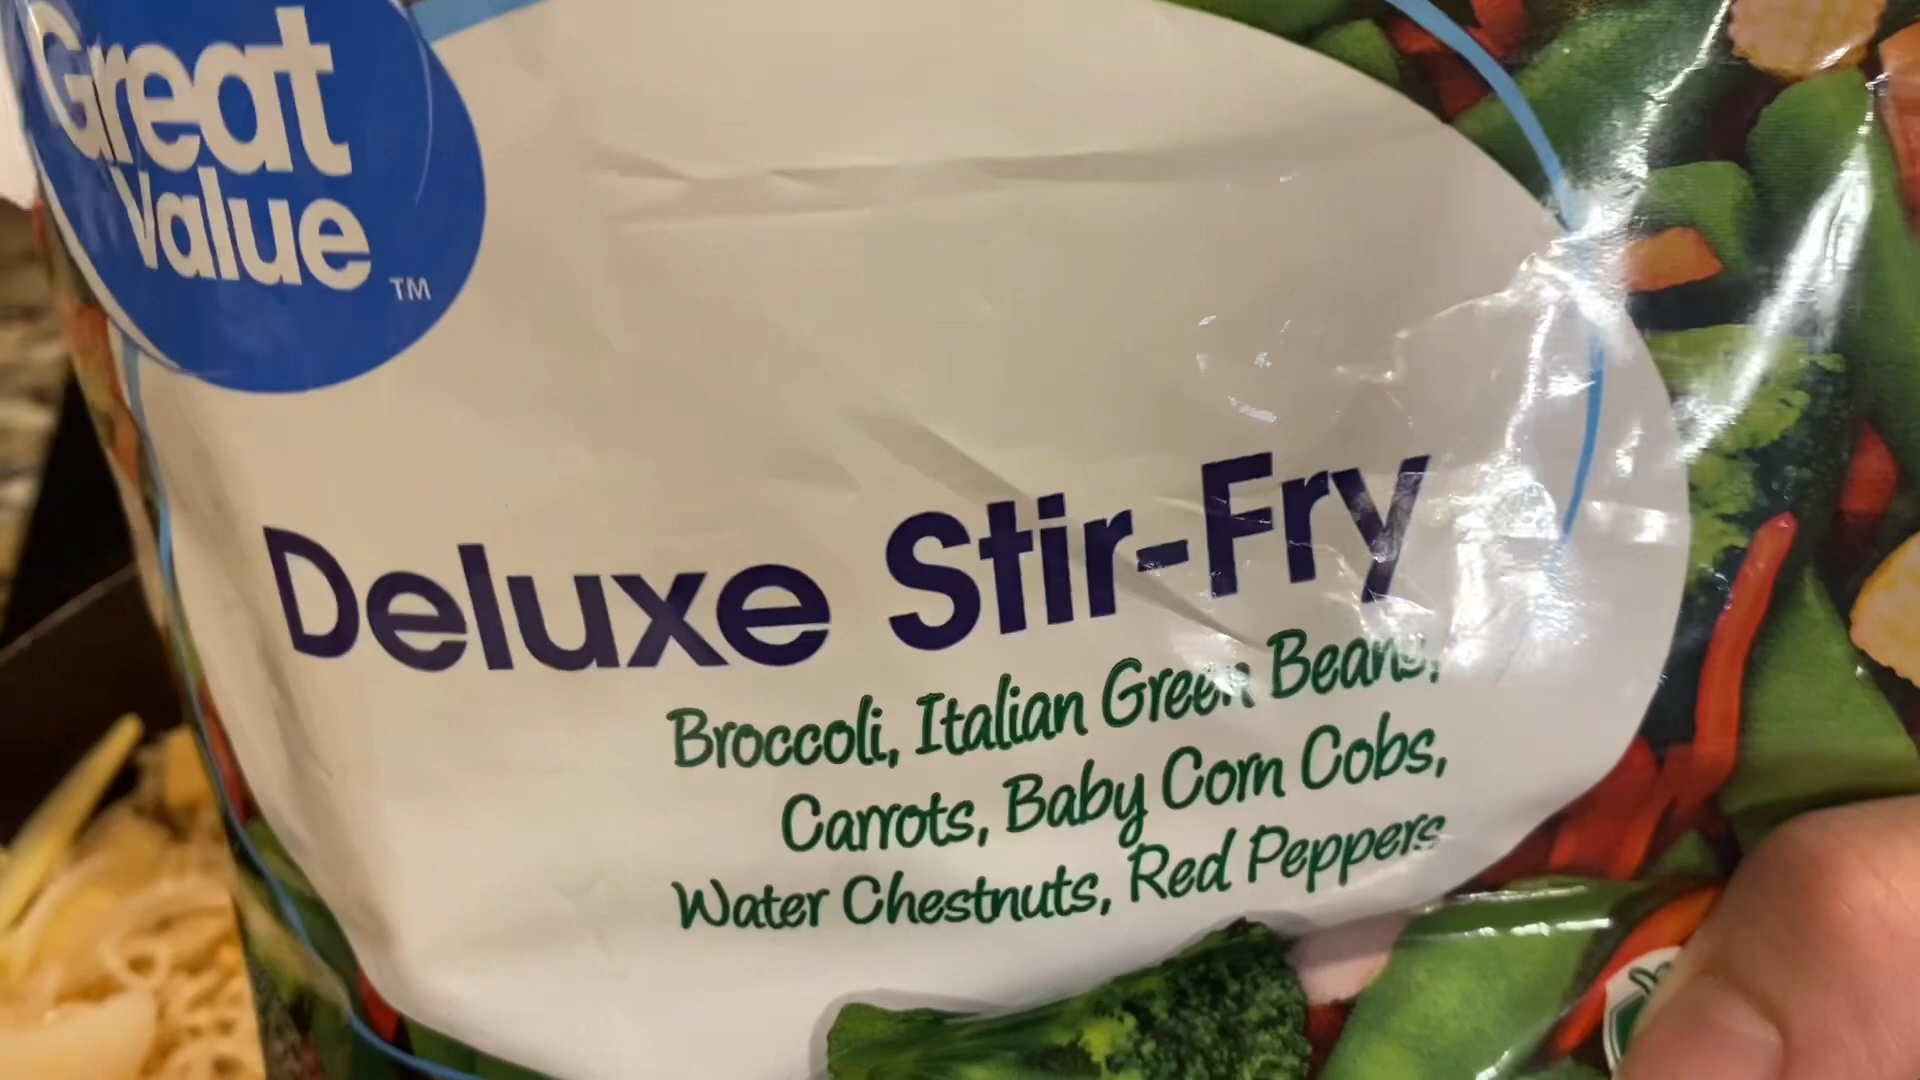 Great
Value
TM
Deluxe Stir-Fry
Broccoli, Italian Green Beans,
Carrots, Baby Corn Cobs,
Water Chestnuts, Red Peppers